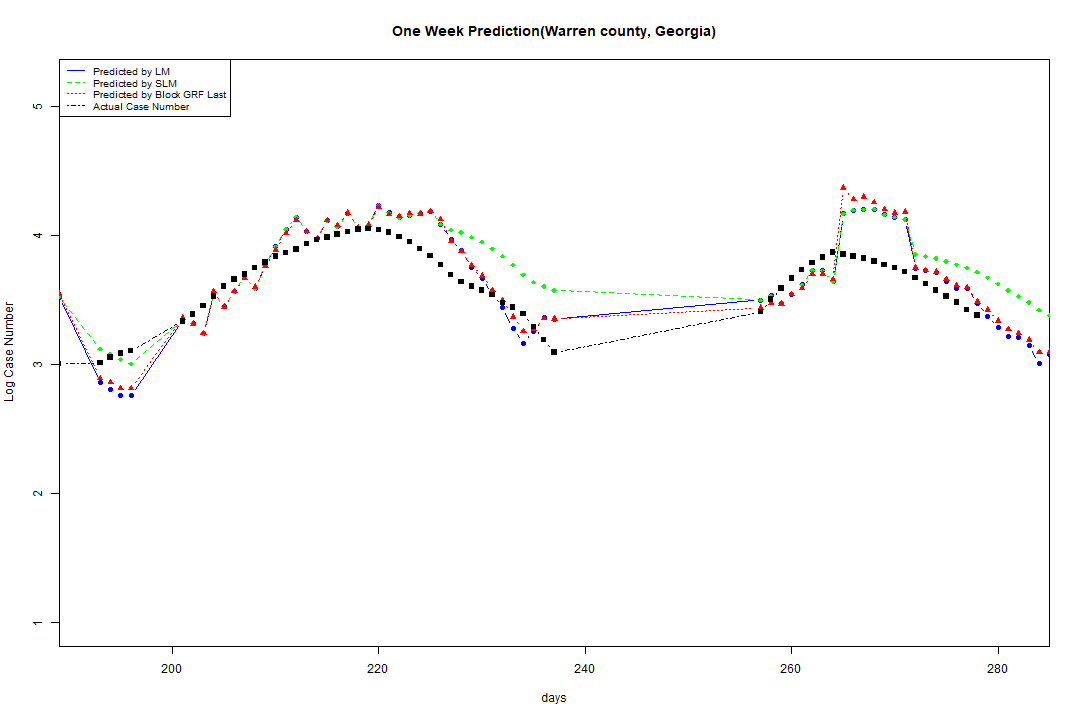 One Week Prediction(Warren county, Georgia)
Predicted by LM
Predicted by SLM
Predicted by Block GRF Last
Actual Case Number
5
4
3
2
1
Log Case Number
200 220 240 260 280
days